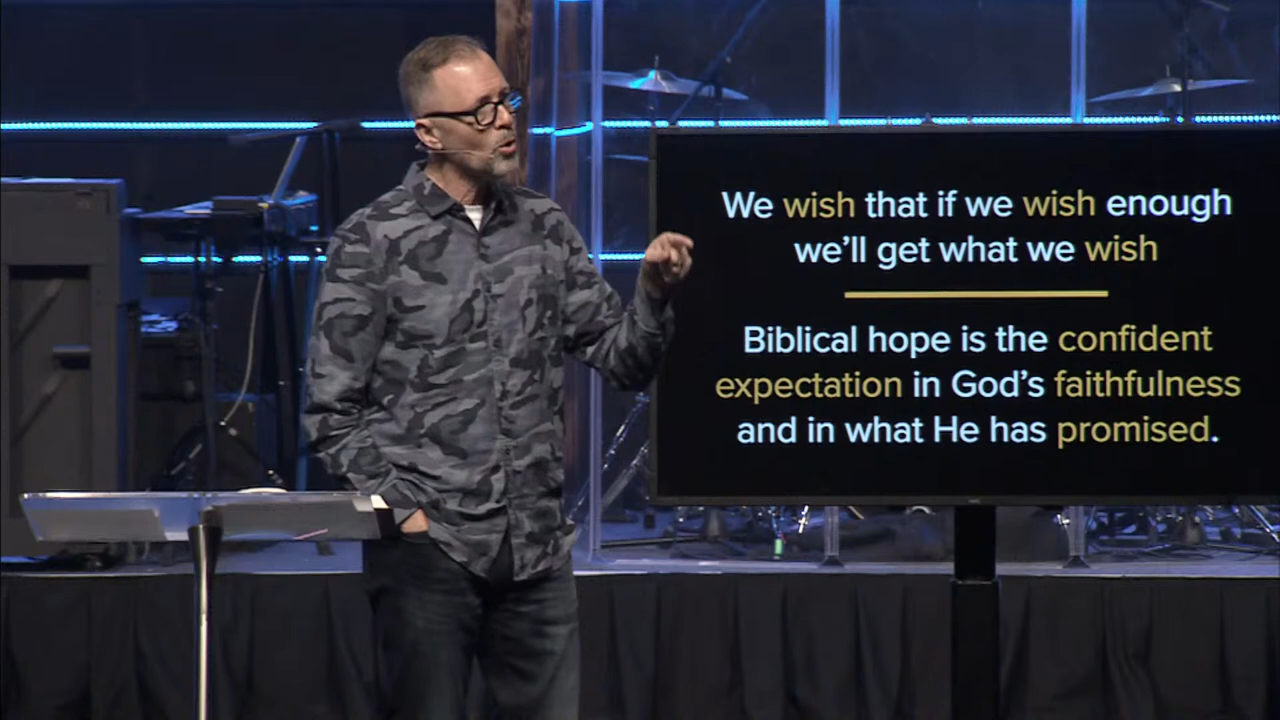 We wish that if we wish enough
we’ll get what we wish
Biblical hope is the confident
expectation in God’s faithfulness
and in what He has promised.